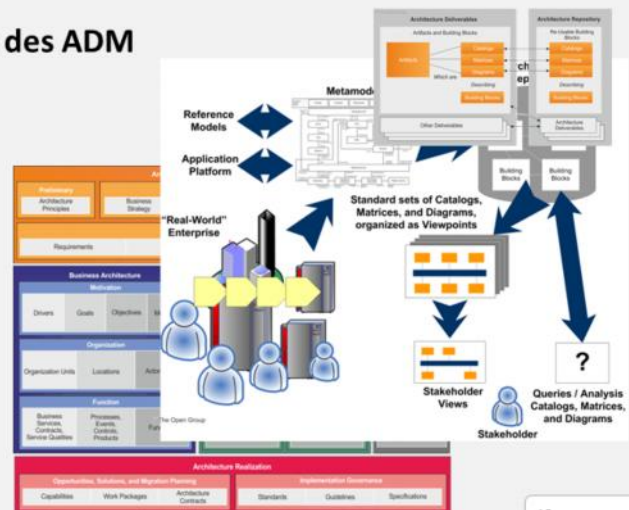 des ADM
Architecture Deliverables
Artifacts and Building Blocks
Artifacts
Which are
Catalogs
Matrices
Diagrams
Describing
Building Blocks
Other Deliverables
Architecture Repository
Re-Usable Building
Blocks
Catalogs
Matrices
Diagrams
Describing
Building Blocks
Architecture
Deliverables
Metamode
Reference
Models
Application
Platform
"Real-World"
Enterprise
Building
Blocks
Building
Blocks
Standard sets of Catalogs,
Matrices, and Diagrams,
organized as Viewpoints
Stakeholder
Views
Stakeholder
?
Queries / Analysis
Catalogs, Matrices,
and Diagrams
The Open Group
Preliminary
Architecture
Principles
Business
Strategy
Requirements
Business Architecture
Motivation
Drivers
Goals
Objectives
Organization
Organization Units
Locations
Function
Business
Services,
Contracts,
Service Qualities
Processes,
Events,
Controls,
Products
Architecture Realization
Opportunities, Solutions, and Migration Planning
Capabilities
Work Packages
Architecture
Contracts
Implementation Governance
Standards
Guidelines
Specifications